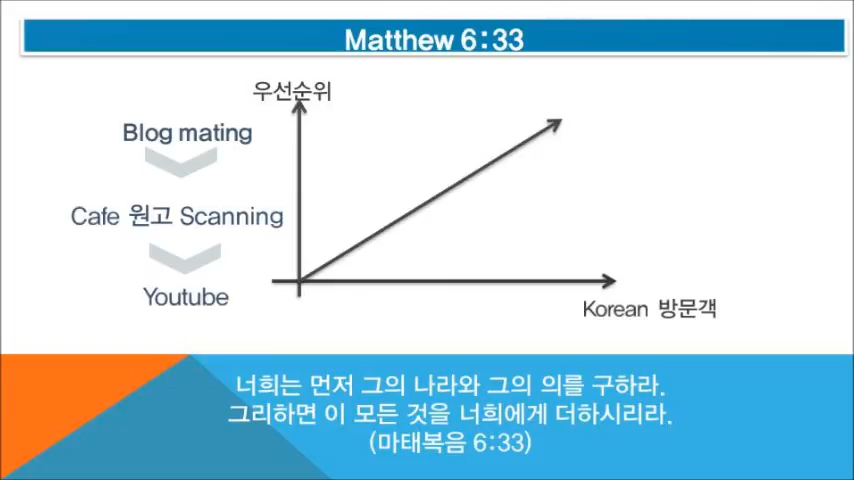 Matthew 6:33
우선순위
Blog mating
Cafe 원고 Scanning
Youtube
Korean 방문객
너희는 먼저 그의 나라와 그의 의를 구하라.
그리하면 이 모든 것을 너희에게 더하시리라.
(마태복음 6:33)